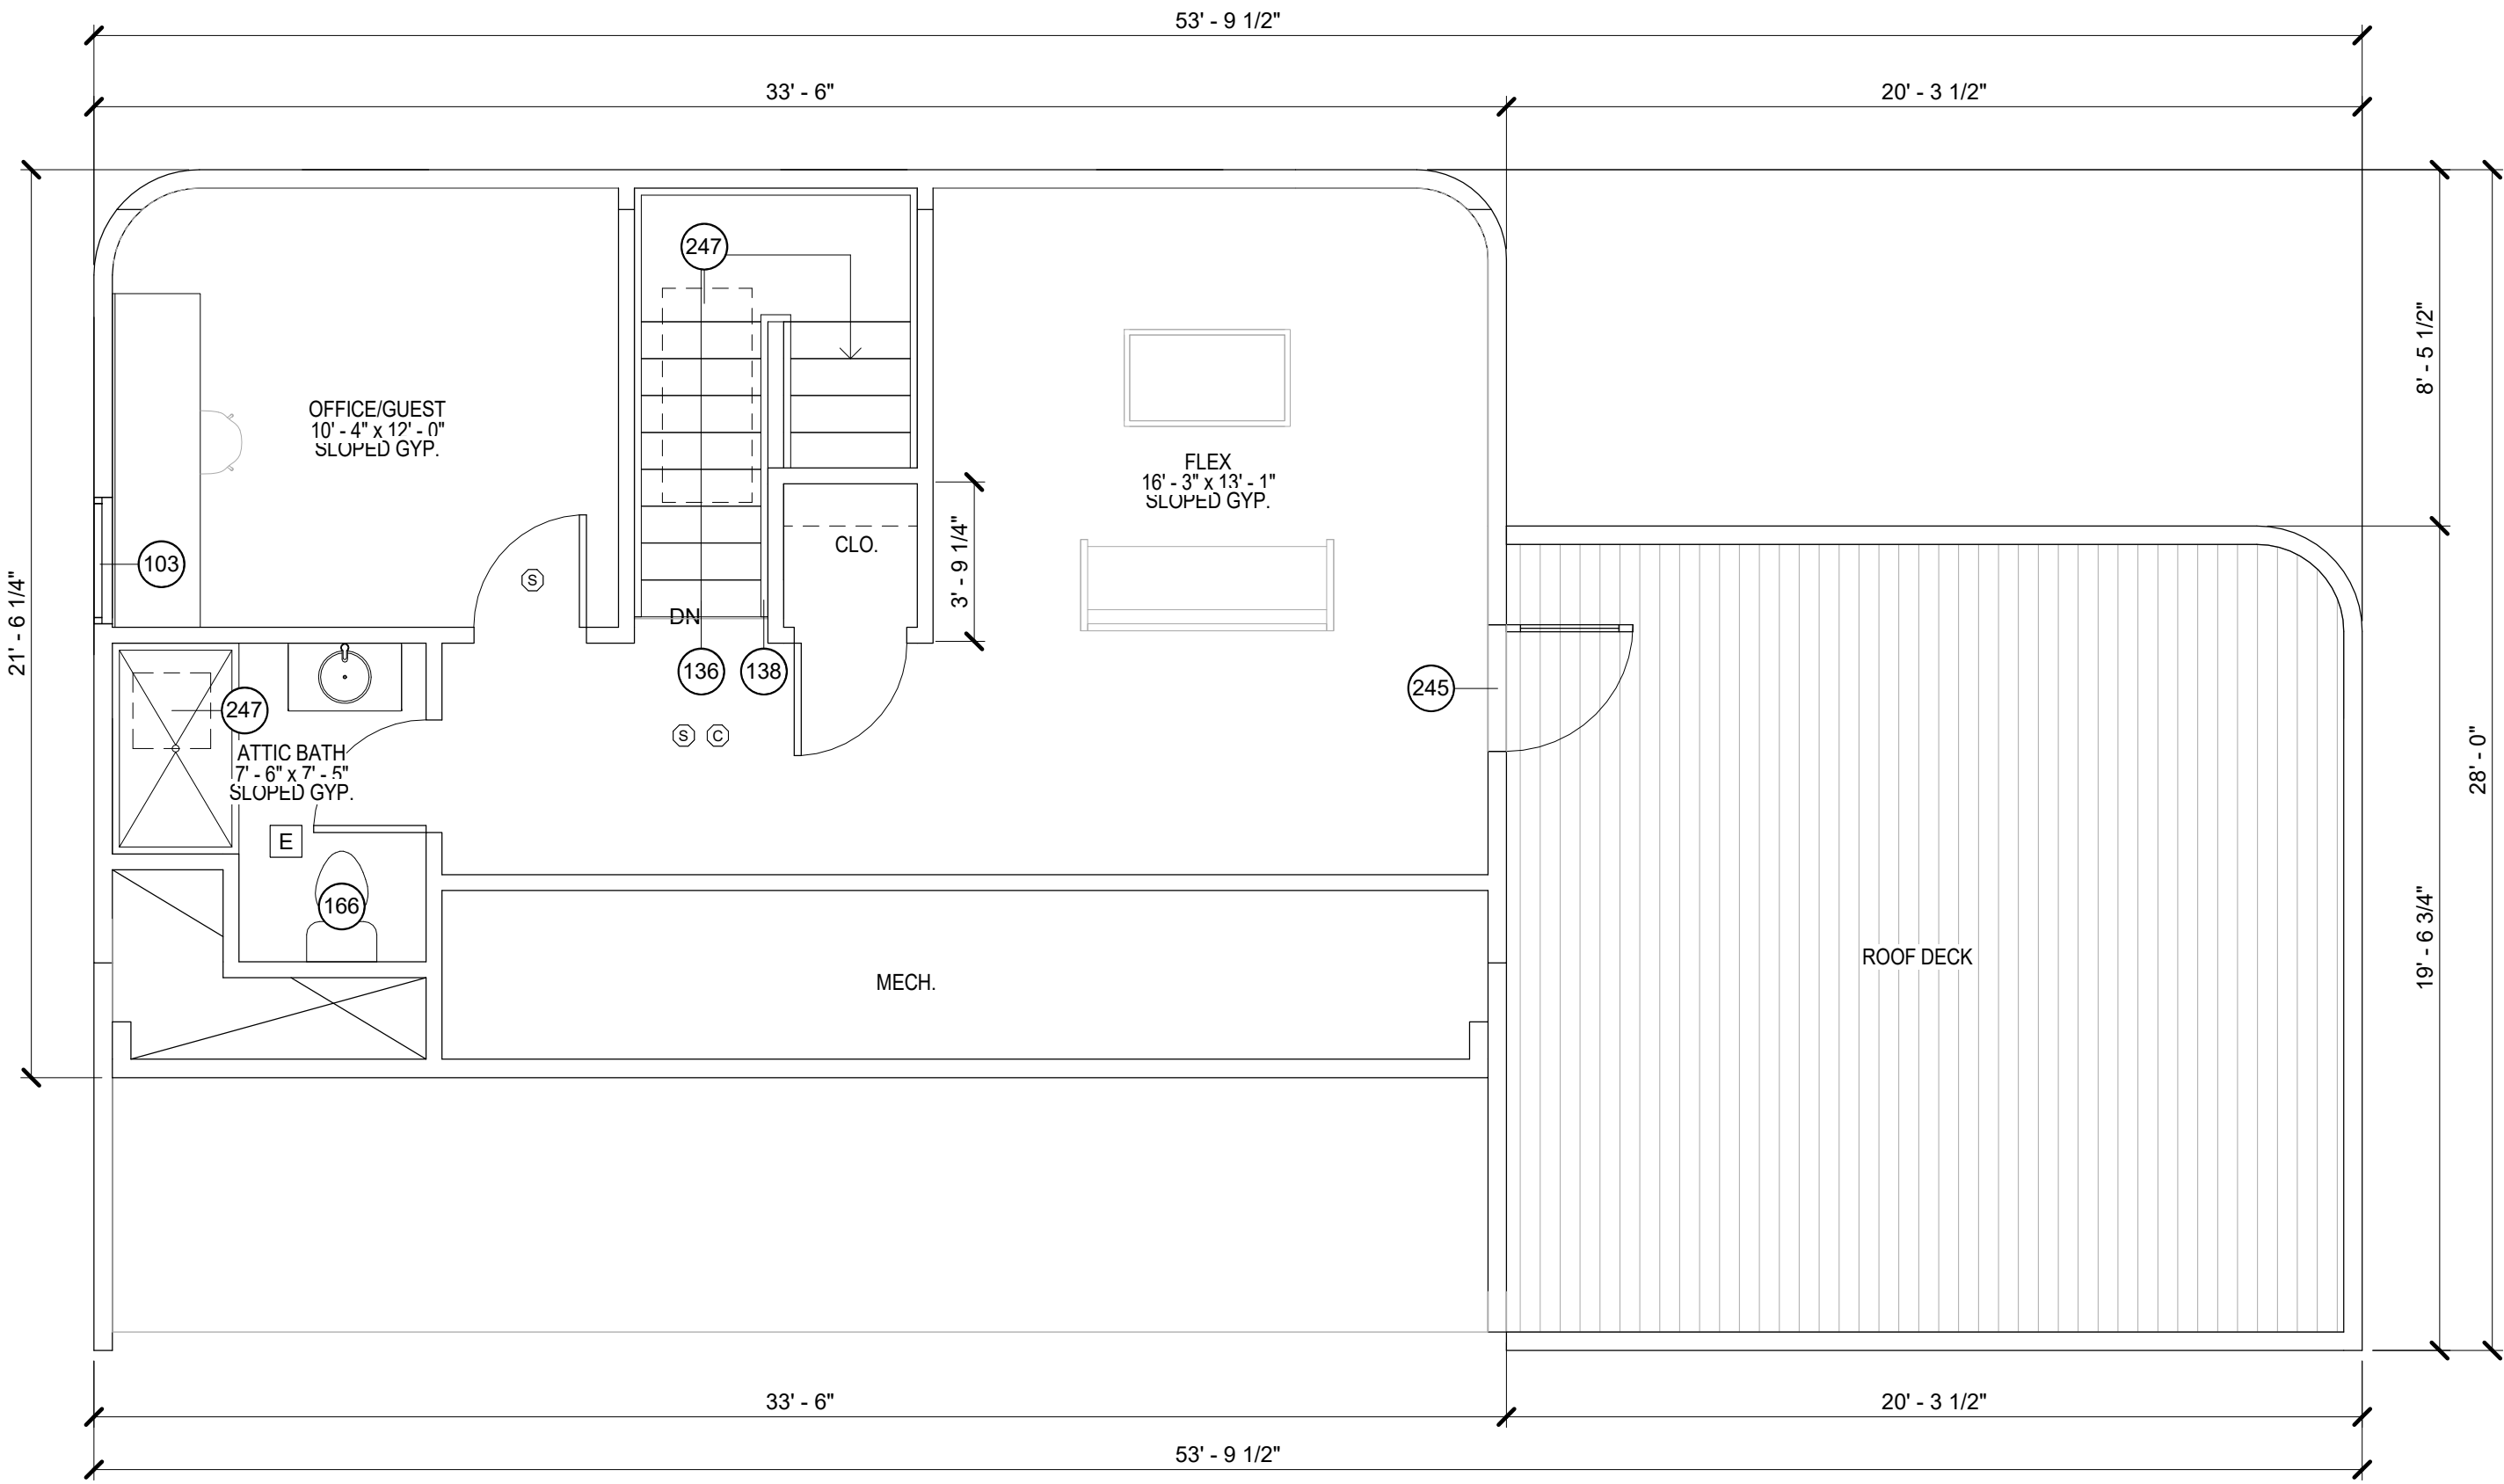 53' - 9 1/2"
33' - 6"
20' - 3 1/2"
247
8' - 5 1/2"
OFFICE/GUEST
10' - 4" x 12' - 0"
SLOPED GYP.
FLEX
16' - 3" x 13' - 1"
SLOPED GYP.
CLO.
3' - 9 1/4"
103
S
21' - 6 1/4"
DN
136
138
245
247
S
C
ATTIC BATH
7' - 6" x 7' - 5"
SLOPED GYP.
28' - 0"
E
166
MECH.
ROOF DECK
19' - 6 3/4"
33' - 6"
20' - 3 1/2"
53' - 9 1/2"